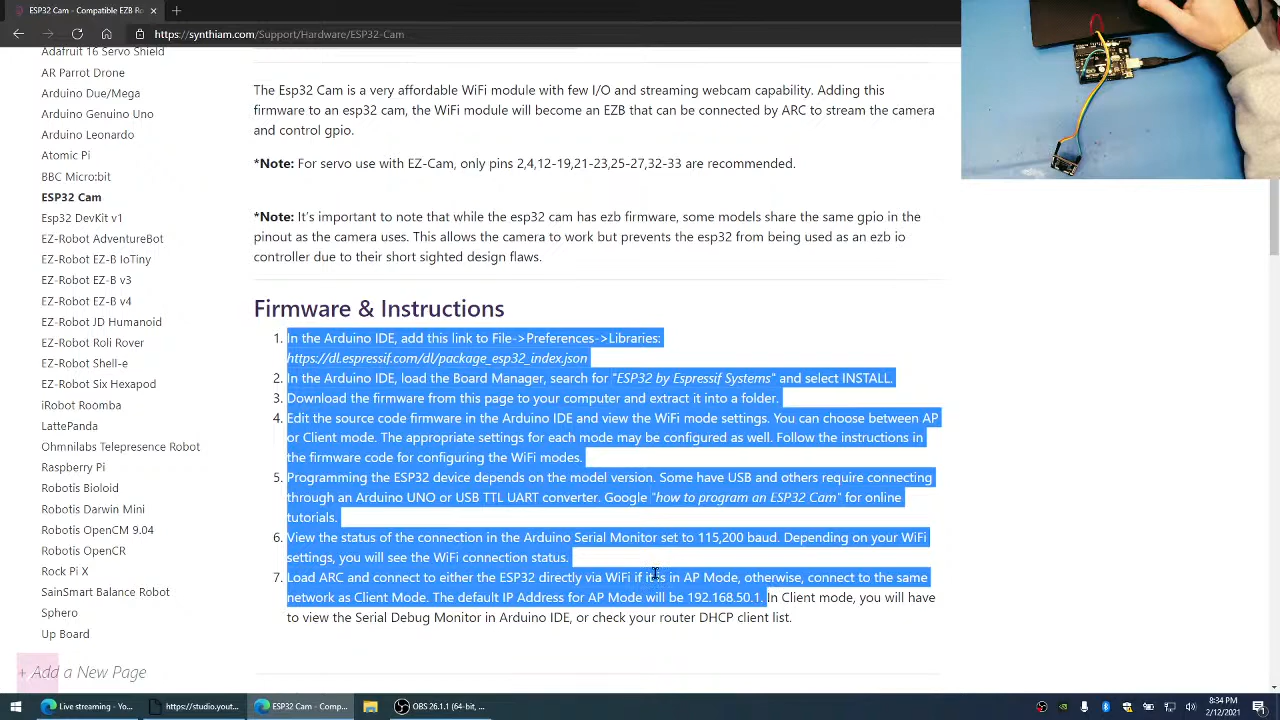 ESP32 Cam - Compatible EZB Ro
https://synthiam.com/Support/Hardware/ESP32-Cam
Adafruit 16 Servo Shield
AR Parrot Drone
Arduino Due/Mega
Arduino Genuino Uno
Arduino Leonardo
Atomic Pi
BBC Micro:bit
ESP32 Cam
Esp32 DevKit v1
EZ-Robot AdventureBot
EZ-Robot EZ-B IoTiny
EZ-Robot EZ-B v3
EZ-Robot EZ-B v4
EZ-Robot JD Humanoid
EZ-Robot Roli Rover
EZ-Robot Shell-e
EZ-Robot Six Hexapod
iRobot Roomba
LattePanda
Ohmnilabs Telepresence Robot
Raspberry Pi
Robotis Bioloid
Robotis Darwin Mini
Robotis OpenCM 9.04
Robotis OpenCR
Rock Pi X
SainSmart Balance Robot
Sphero
Up Board
+ Add a New Page
The Esp32 Cam is a very affordable WiFi module with few I/O and streaming webcam capability. Adding this
firmware to an esp32 cam, the WiFi module will become an EZB that can be connected by ARC to stream the camera
and control gpio.
*Note: For servo use with EZ-Cam, only pins 2,4,12-19,21-23,25-27,32-33 are recommended.
*Note: It's important to note that while the esp32 cam has ezb firmware, some models share the same gpio in the
pinout as the camera uses. This allows the camera to work but prevents the esp32 from being used as an ezb io
controller due to their short sighted design flaws.
Firmware & Instructions
1. In the Arduino IDE, add this link to File->Preferences->Libraries:
https://dl.espressif.com/dl/package_esp32_index.json
2. In the Arduino IDE, load the Board Manager, search for "ESP32 by Espressif Systems" and select INSTALL.
3. Download the firmware from this page to your computer and extract it into a folder.
4. Edit the source code firmware in the Arduino IDE and view the WiFi mode settings. You can choose between AP
or Client mode. The appropriate settings for each mode may be configured as well. Follow the instructions in
the firmware code for configuring the WiFi modes.
5. Programming the ESP32 device depends on the model version. Some have USB and others require connecting
through an Arduino UNO or USB TTL UART converter. Google "how to program an ESP32 Cam" for online
tutorials.
6. View the status of the connection in the Arduino Serial Monitor set to 115,200 baud. Depending on your WiFi
settings, you will see the WiFi connection status.
7. Load ARC and connect to either the ESP32 directly via WiFi if it is in AP Mode, otherwise, connect to the same
network as Client Mode. The default IP Address for AP Mode will be 192.168.50.1. In Client mode, you will have
to view the Serial Debug Monitor in Arduino IDE, or check your router DHCP client list.
Live streaming - Yo...
https://studio.yout...
ESP32 Cam - Comp...
OBS 26.1.1 (64-bit, ...
8:34 PM
2/12/2021